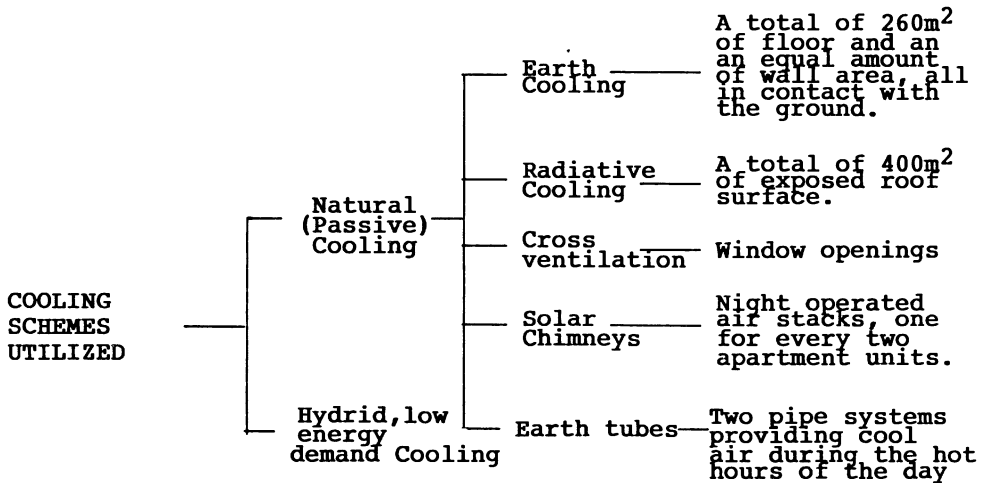 COOLING
SCHEMES
UTILIZED
Natural
(Passive)
Cooling
Hydrid,low
energy
demand Cooling
Earth
Cooling
A total of 260m2
of floor and an
an equal amount
of wall area, all
in contact with
the ground.
Radiative
Cooling
A total of 400m2
of exposed roof
surface.
Cross
ventilation
Window openings
Solar
Chimneys
Night operated
air stacks, one
for every two
apartment units.
Earth tubes
Two pipe systems
providing cool
air during the hot
hours of the day